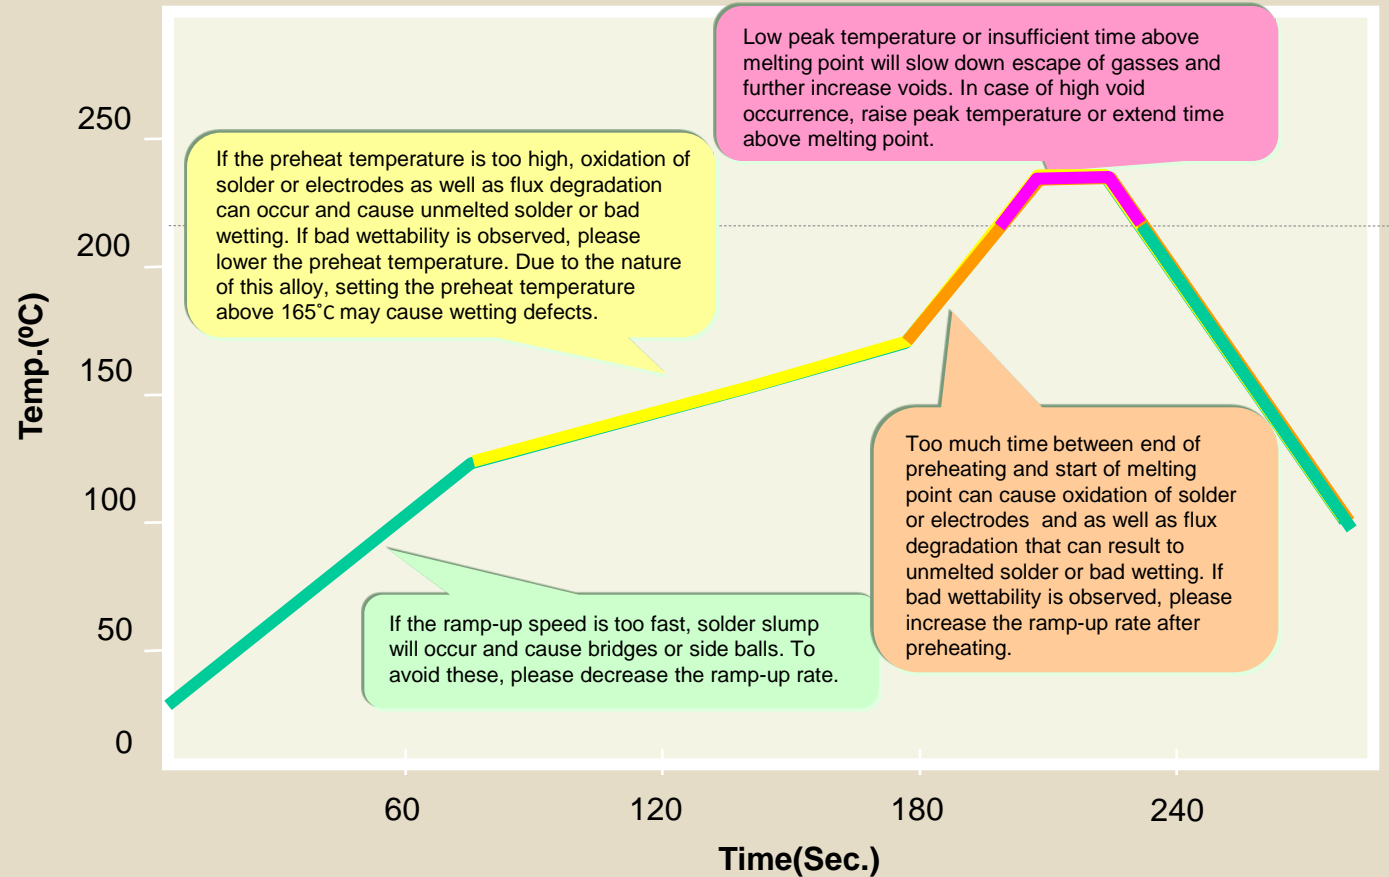 Low peak temperature or insufficient time above
melting point will slow down escape of gasses and
further increase voids. In case of high void
occurrence, raise peak temperature or extend time
above melting point.
If the preheat temperature is too high, oxidation of
solder or electrodes as well as flux degradation
can occur and cause unmelted solder or bad
wetting. If bad wettability is observed, please
lower the preheat temperature. Due to the nature
of this alloy, setting the preheat temperature
above 165˚C may cause wetting defects.
Too much time between end of
preheating and start of melting
point can cause oxidation of solder
or electrodes and as well as flux
degradation that can result to
unmelted solder or bad wetting. If
bad wettability is observed, please
increase the ramp-up rate after
preheating.
If the ramp-up speed is too fast, solder slump
will occur and cause bridges or side balls. To
avoid these, please decrease the ramp-up rate.
Temp.(ºC)
250
200
150
100
50
0
60
120
180
240
Time(Sec.)